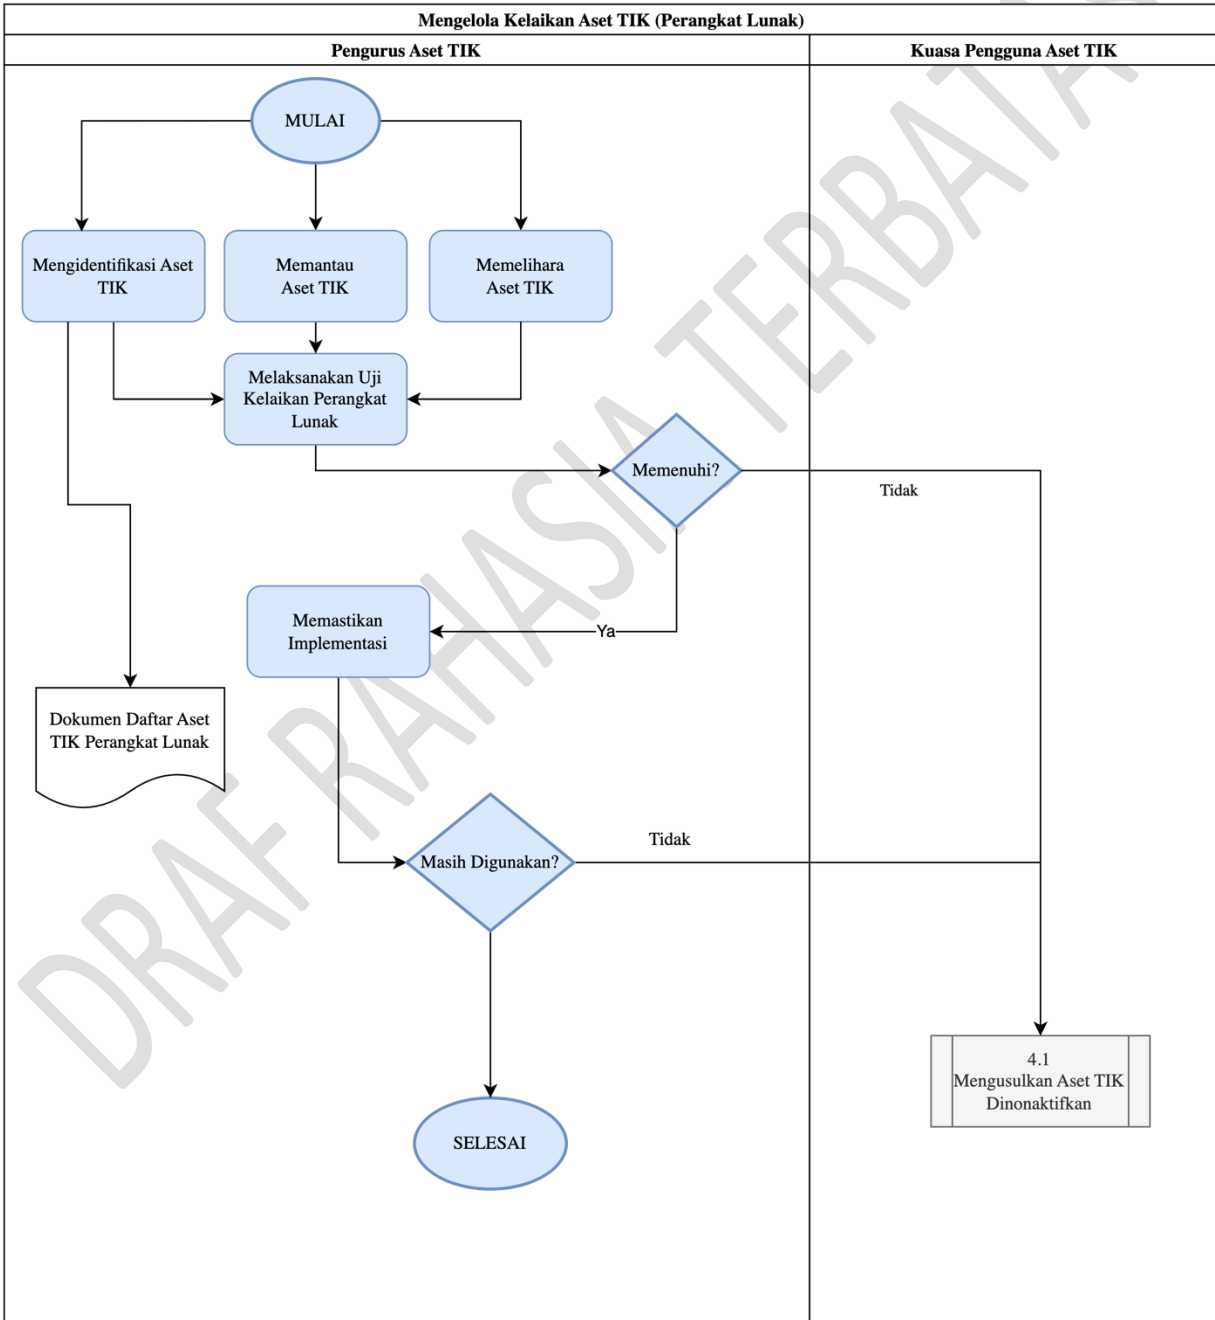 Mengelola Kelaikan Aset TIK (Perangkat Lunak)
Pengurus Aset TIK
Kuasa Pengguna Aset TIK
MULAI
Mengidentifikasi Aset
TIK
Memantau
Aset TIK
Memelihara
Aset TIK
Melaksanakan Uji
Kelaikan Perangkat
Lunak
Memenuhi?
Tidak
Memastikan
Implementasi
Ya
Dokumen Daftar Aset
TIK Perangkat Lunak
Masih Digunakan?
Tidak
4.1
Mengusulkan Aset TIK
Dinonaktifkan
SELESAI
DRAF RAHASIA TERBATAS